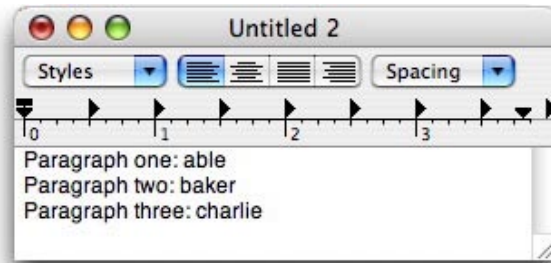 Untitled 2
Styles Spacing
0 1 2 3
Paragraph one: able
Paragraph two: baker
Paragraph three: charlie